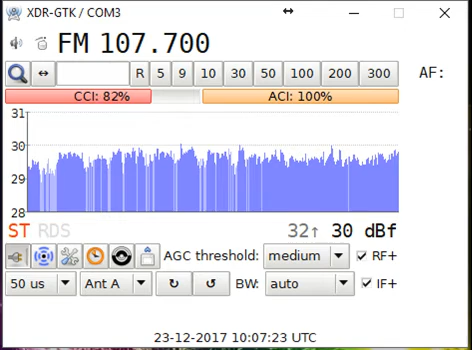 XDR-GTK / COM3
FM 107.700
R 5 9 10 30 50 100 200 300 AF:
CCI: 82% ACI: 100%
31
30
29
28
ST RDS 32↑ 30 dBf
AGC threshold: medium RF+
50 us Ant A BW: auto IF+
23-12-2017 10:07:23 UTC